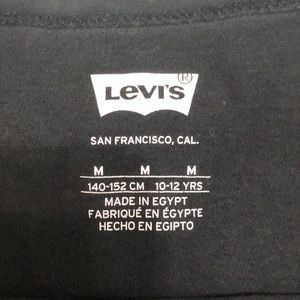 Levi's®
SAN FRANCISCO, CAL.
M M M
140-152 CM 10-12 YRS
MADE IN EGYPT
FABRIQUÉ EN ÉGYPTE
HECHO EN EGIPTO